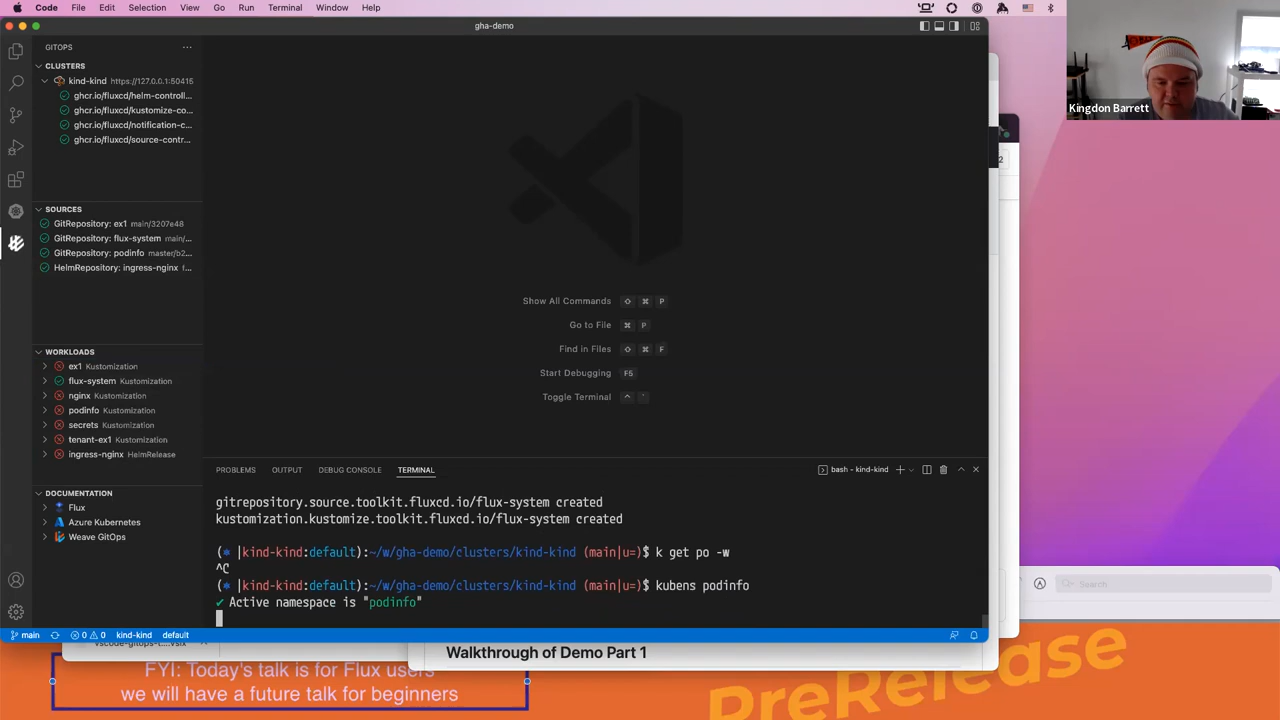 Code File Edit Selection View Go Run Terminal Window Help
gha-demo
GITOPS
CLUSTERS
kind-kind https://127.0.0.1:50415
ghcr.io/fluxcd/helm-controll...
ghcr.io/fluxcd/kustomize-co...
ghcr.io/fluxcd/notification-c...
ghcr.io/fluxcd/source-contr...
SOURCES
GitRepository: ex1 main/3207e48
GitRepository: flux-system main/...
GitRepository: podinfo master/b2...
HelmRepository: ingress-nginx f...
WORKLOADS
ex1 Kustomization
flux-system Kustomization
nginx Kustomization
podinfo Kustomization
secrets Kustomization
tenant-ex1 Kustomization
ingress-nginx HelmRelease
DOCUMENTATION
Flux
Azure Kubernetes
Weave GitOps
Show All Commands ⇧ ⌘ P
Go to File ⌘ P
Find in Files ⇧ ⌘ F
Start Debugging F5
Toggle Terminal ^ `
PROBLEMS OUTPUT DEBUG CONSOLE TERMINAL
bash - kind-kind
gitrepository.source.toolkit.fluxcd.io/flux-system created
kustomization.kustomize.toolkit.fluxcd.io/flux-system created
(* |kind-kind:default):~/w/gha-demo/clusters/kind-kind (main|u=)$ k get po -w
^C
(* |kind-kind:default):~/w/gha-demo/clusters/kind-kind (main|u=)$ kubens podinfo
✔ Active namespace is "podinfo"
main 0 0 kind-kind default
Kingdon Barrett
2
Search
Walkthrough of Demo Part 1
FYI: Today's talk is for Flux users
we will have a future talk for beginners
PreRelease